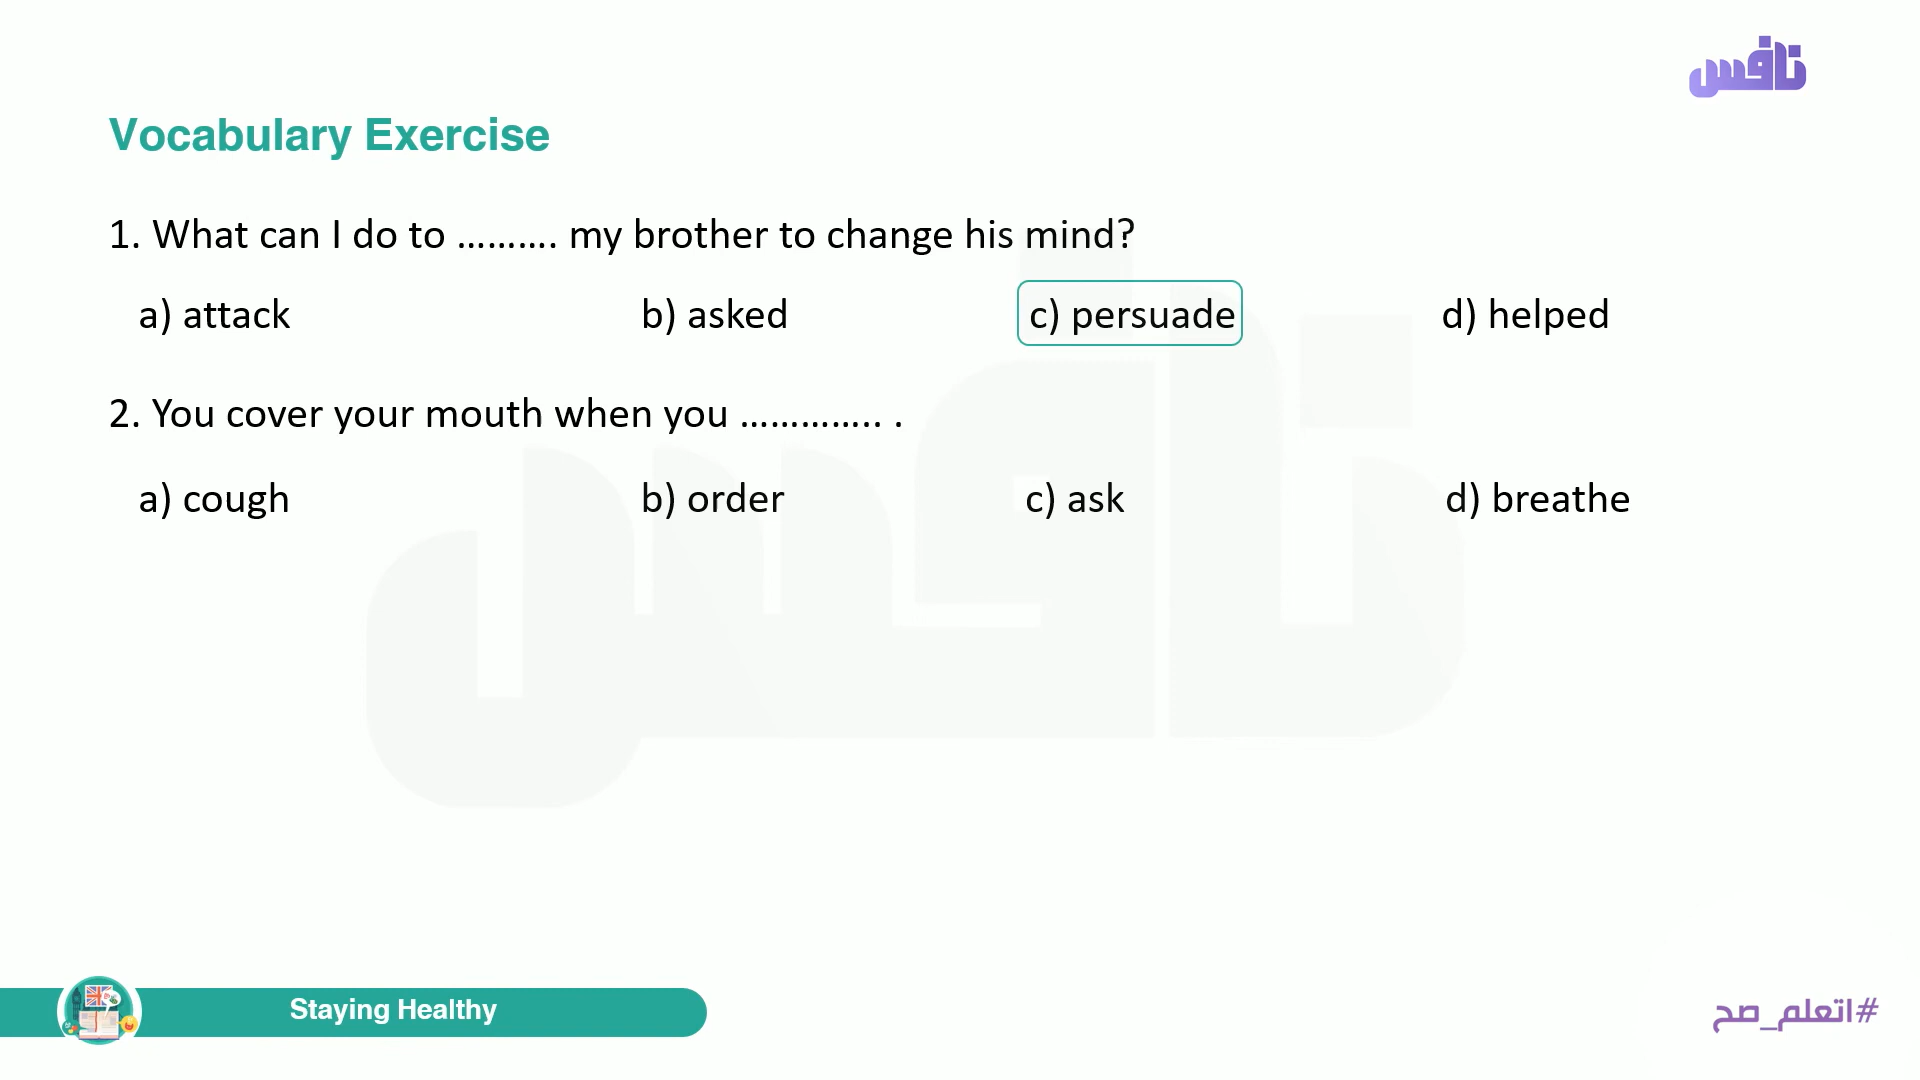 نافس
Vocabulary Exercise
1. What can I do to ………. my brother to change his mind?
a) attack b) asked c) persuade d) helped
2. You cover your mouth when you ………….. .
a) cough b) order c) ask d) breathe
Staying Healthy
#اتعلم_صح